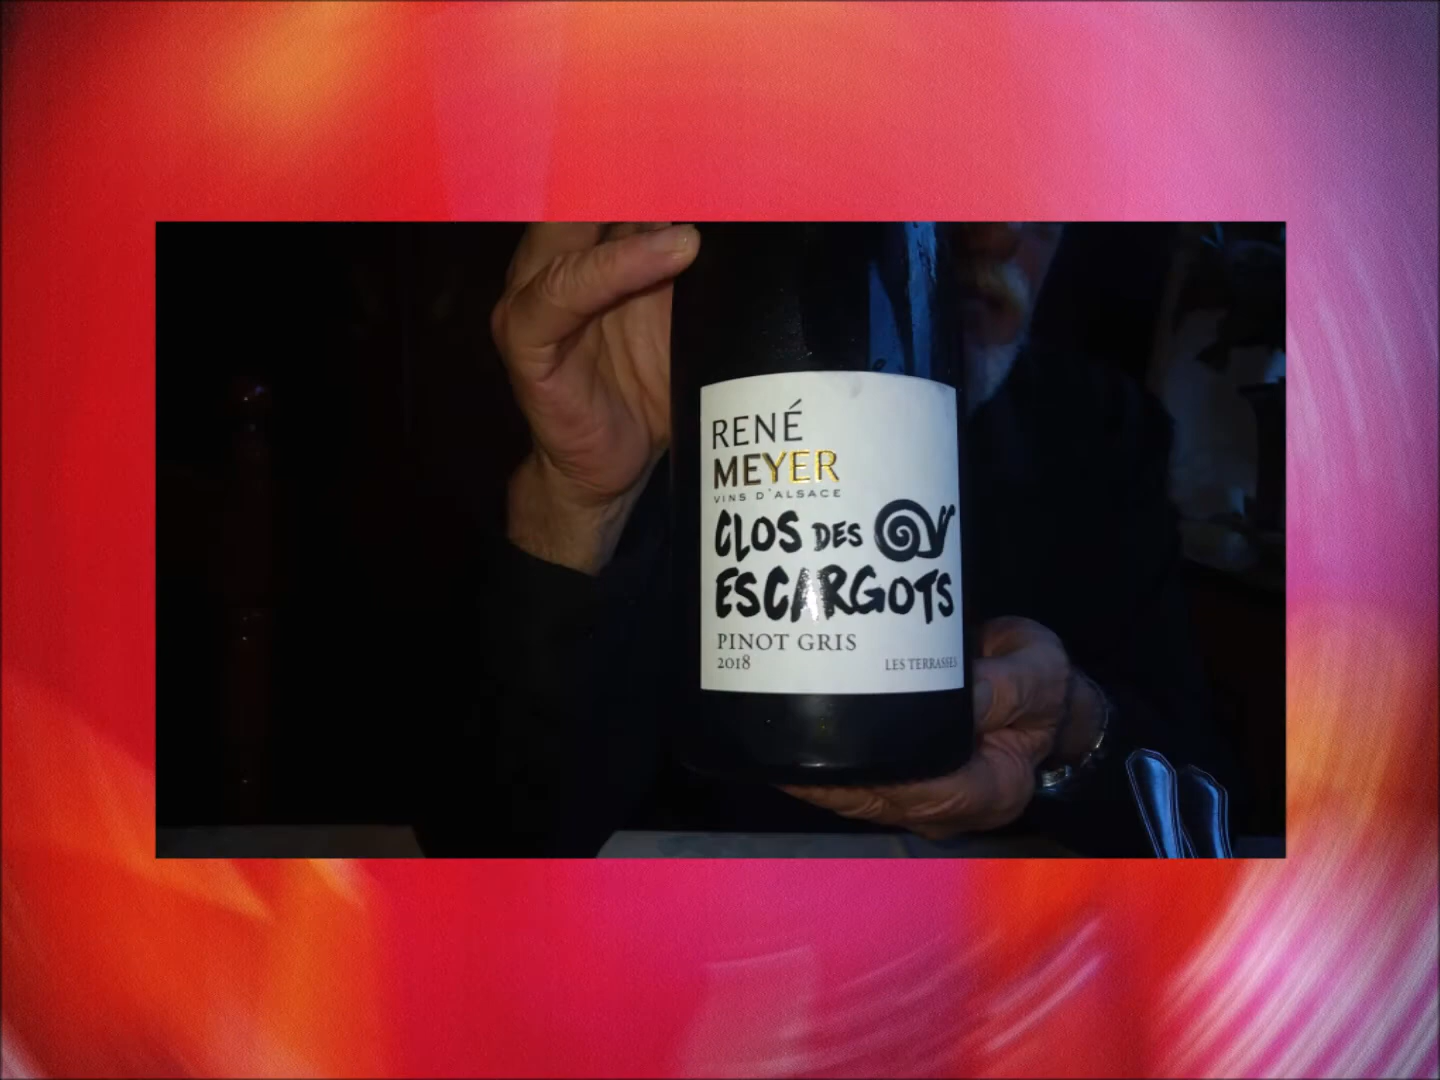 RENÉ
MEYER
VINS D'ALSACE
CLOS DES
ESCARGOTS
PINOT GRIS
2018
LES TERRASSES